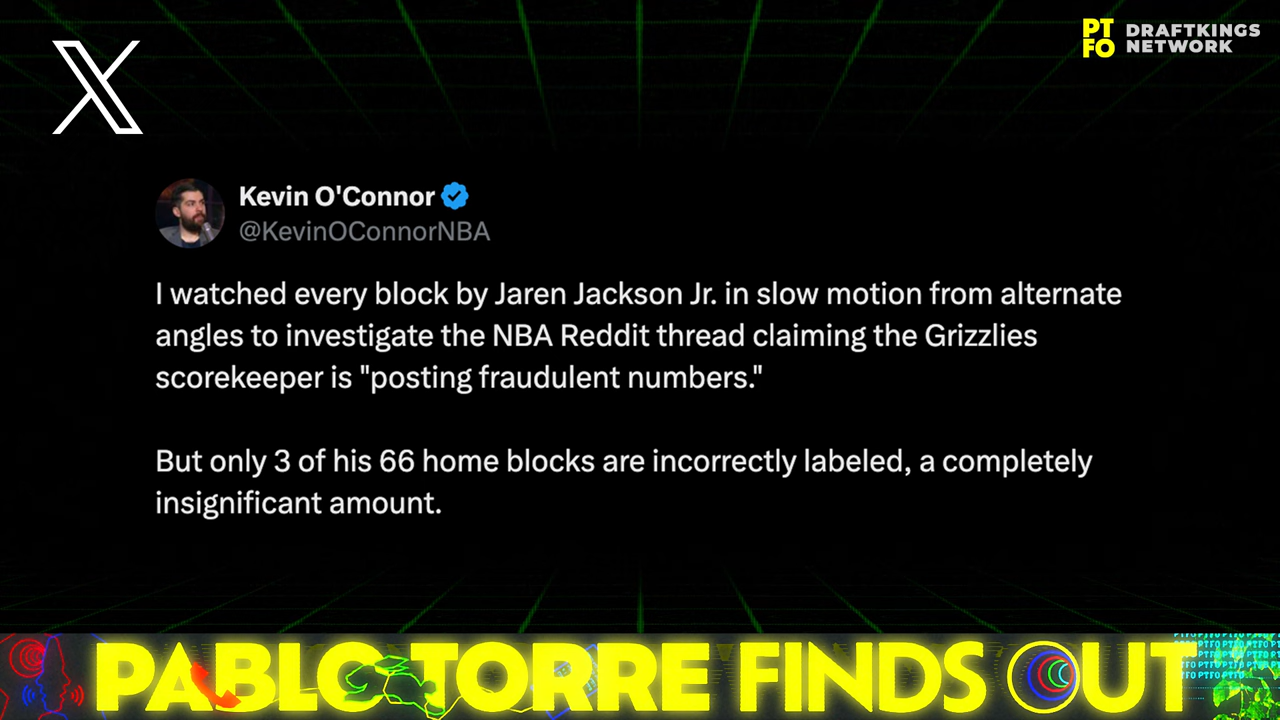 X
PT
FO
DRAFTKINGS
NETWORK
Kevin O'Connor
@KevinOConnorNBA
I watched every block by Jaren Jackson Jr. in slow motion from alternate
angles to investigate the NBA Reddit thread claiming the Grizzlies
scorekeeper is "posting fraudulent numbers."
But only 3 of his 66 home blocks are incorrectly labeled, a completely
insignificant amount.
PABLO TORRE FINDS OUT